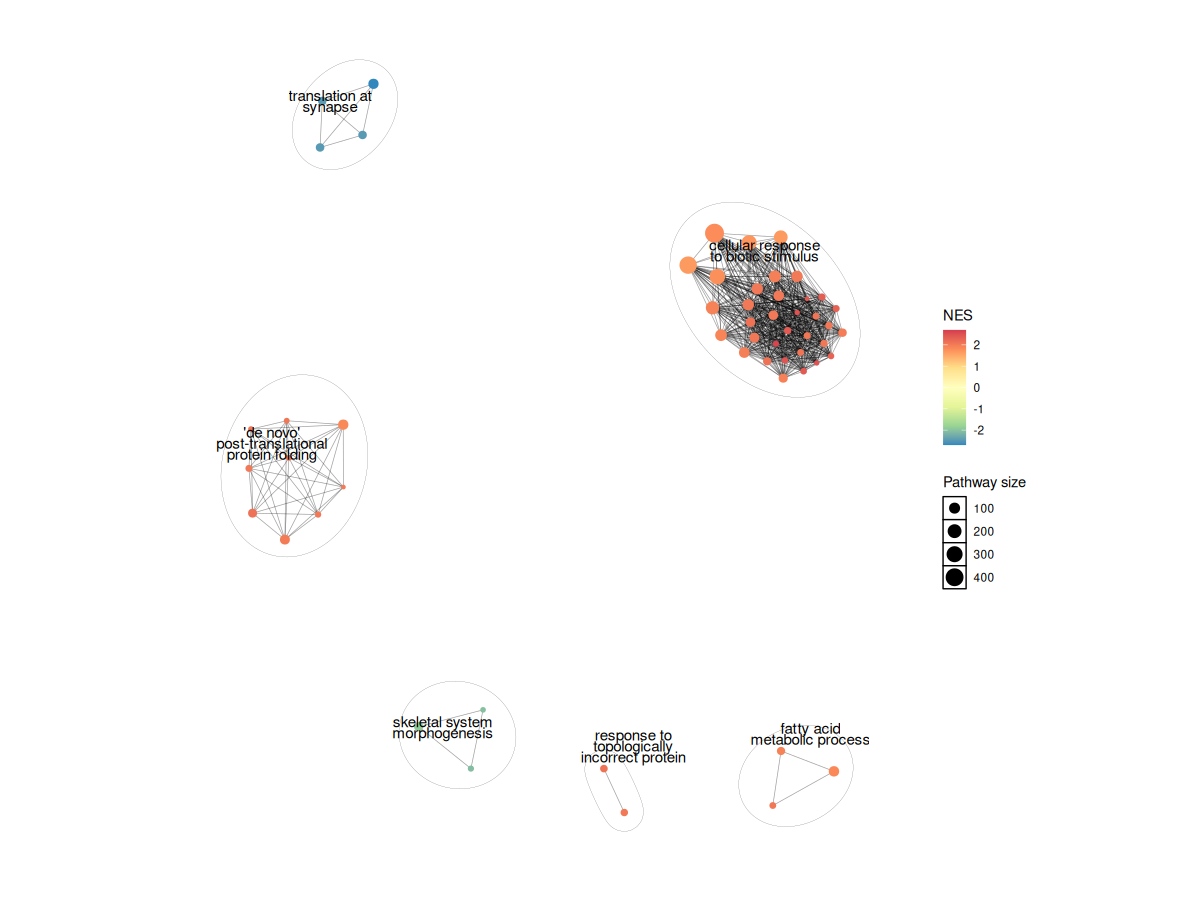 translation at
synapse
cellular response
to biotic stimulus
'de novo'
post-translational
protein folding
skeletal system
morphogenesis
response to
topologically
incorrect protein
fatty acid
metabolic process
NES
2
1
0
-1
-2
Pathway size
100
200
300
400